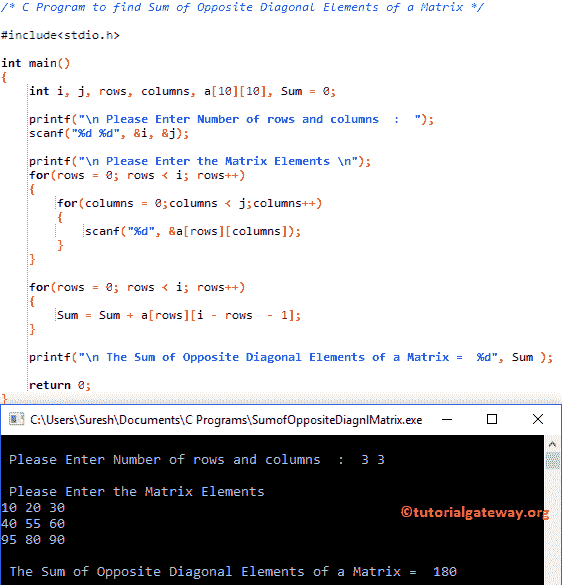 /* C Program to find Sum of Opposite Diagonal Elements of a Matrix */
#include<stdio.h>
int main()
{
    int i, j, rows, columns, a[10][10], Sum = 0;
    printf("\n Please Enter Number of rows and columns  :  ");
    scanf("%d %d", &i, &j);
    printf("\n Please Enter the Matrix Elements \n");
    for(rows = 0; rows < i; rows++)
    {
        for(columns = 0;columns < j;columns++)
        {
            scanf("%d", &a[rows][columns]);
        }
    }
    for(rows = 0; rows < i; rows++)
    {
        Sum = Sum + a[rows][i - rows  - 1];
    }
    printf("\n The Sum of Opposite Diagonal Elements of a Matrix =  %d", Sum );
    return 0;
}
C:\Users\Suresh\Documents\C Programs\SumofOppositeDiagnlMatrix.exe
Please Enter Number of rows and columns  :  3 3
Please Enter the Matrix Elements
10 20 30
40 55 60
95 80 90
©tutorialgateway.org
The Sum of Opposite Diagonal Elements of a Matrix =  180